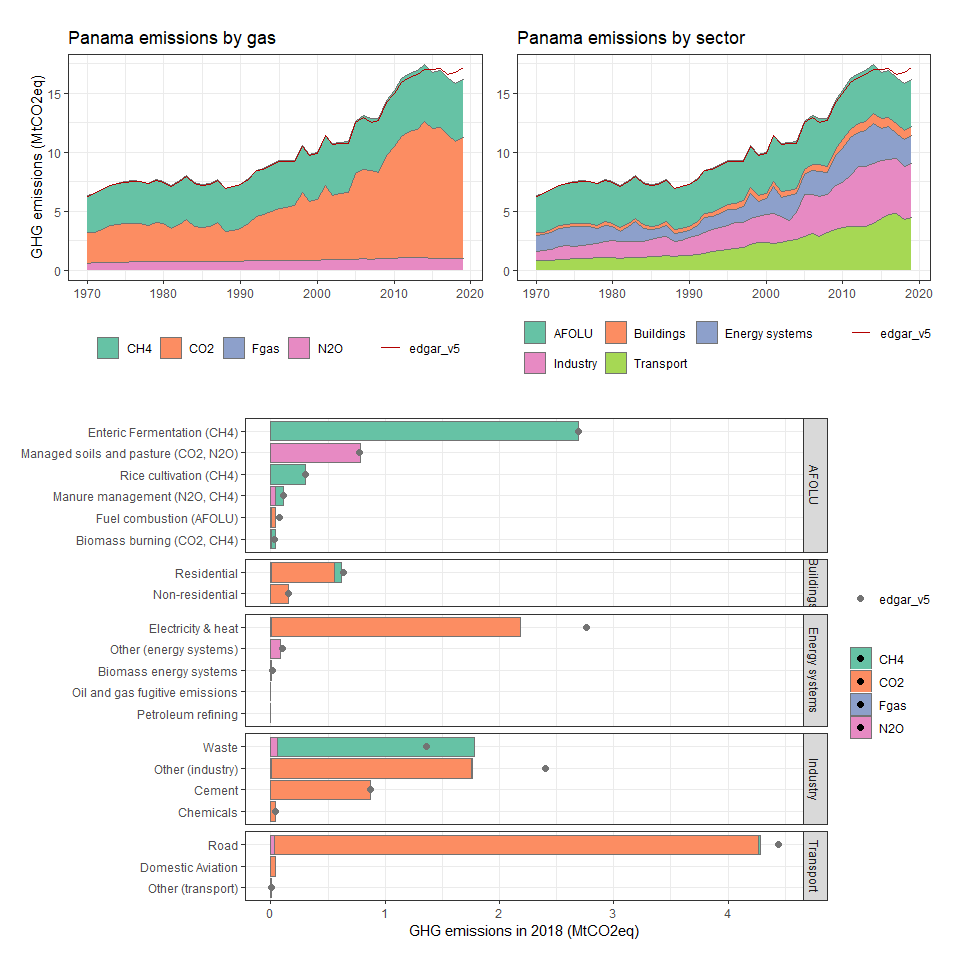 Panama emissions by gas
GHG emissions (MtCO2eq)
15
10
5
0
1970
1980
1990
2000
2010
2020
CH4
CO2
Fgas
N2O
edgar_v5
Panama emissions by sector
15
10
5
0
1970
1980
1990
2000
2010
2020
AFOLU
Buildings
Energy systems
edgar_v5
Industry
Transport
Enteric Fermentation (CH4)
Managed soils and pasture (CO2, N2O)
Rice cultivation (CH4)
Manure management (N2O, CH4)
Fuel combustion (AFOLU)
Biomass burning (CO2, CH4)
AFOLU
Residential
Non-residential
Buildings
Electricity & heat
Other (energy systems)
Biomass energy systems
Oil and gas fugitive emissions
Petroleum refining
Energy systems
Waste
Other (industry)
Cement
Chemicals
Industry
Road
Domestic Aviation
Other (transport)
Transport
0
1
2
3
4
GHG emissions in 2018 (MtCO2eq)
edgar_v5
CH4
CO2
Fgas
N2O